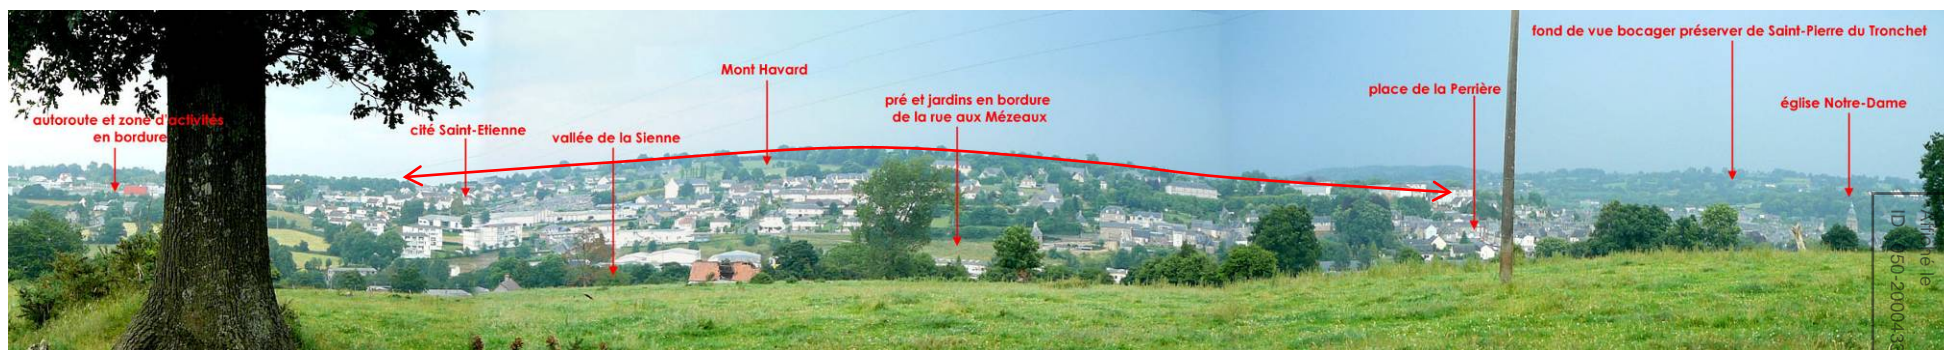 fond de vue bocager préserver de Saint-Pierre du Tronchet
Mont Havard
place de la Perrière
pré et jardins en bordure
de la rue aux Mézeaux
église Notre-Dame
autoroute et zone d'activités
en bordure
cité Saint-Etienne
vallée de la Sienne
Affiché le